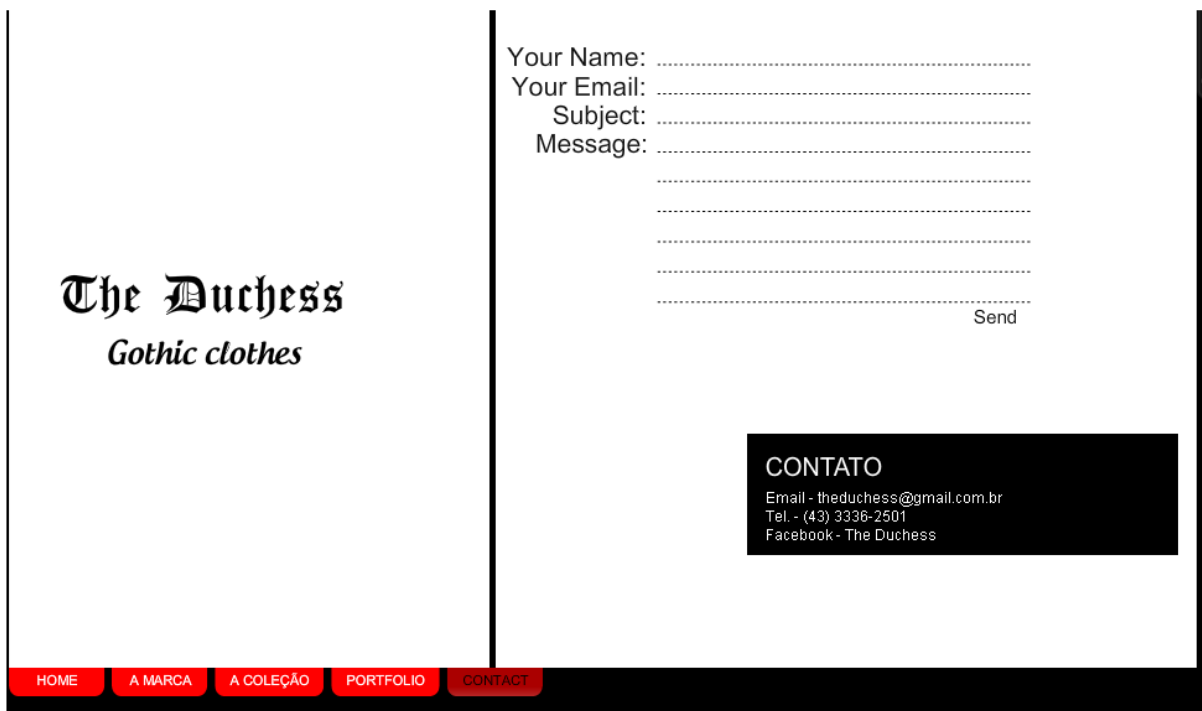 The Duchess
Gothic clothes
Your Name:
Your Email:
Subject:
Message:
Send
CONTATO
Email - theduchess@gmail.com.br
Tel. - (43) 3336-2501
Facebook - The Duchess
HOME
A MARCA
A COLEÇÃO
PORTFOLIO
CONTACT